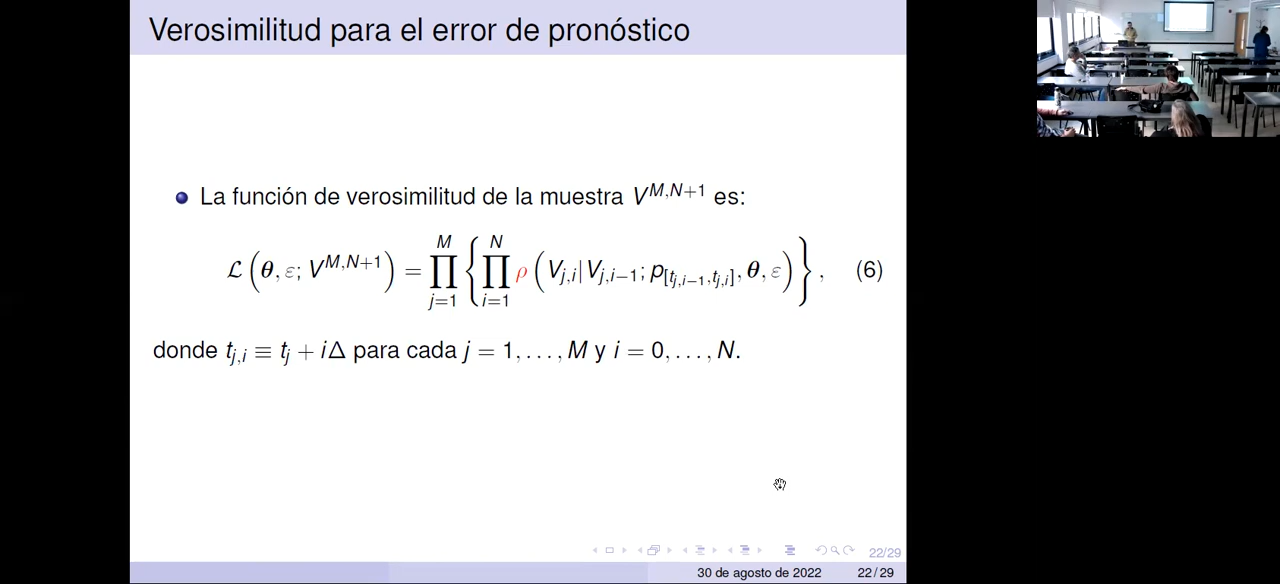 Verosimilitud para el error de pronóstico
La función de verosimilitud de la muestra V^{M,N+1} es:
ℒ(θ, ε; V^{M,N+1}) = ∏_{j=1}^{M} { ∏_{i=1}^{N} ρ(V_{j,i}|V_{j,i−1}; p_{[t_{j,i−1},t_{j,i}]}, θ, ε) }, (6)
donde t_{j,i} ≡ t_j + iΔ para cada j = 1, . . . , M y i = 0, . . . , N.
22/29
30 de agosto de 2022 22 / 29